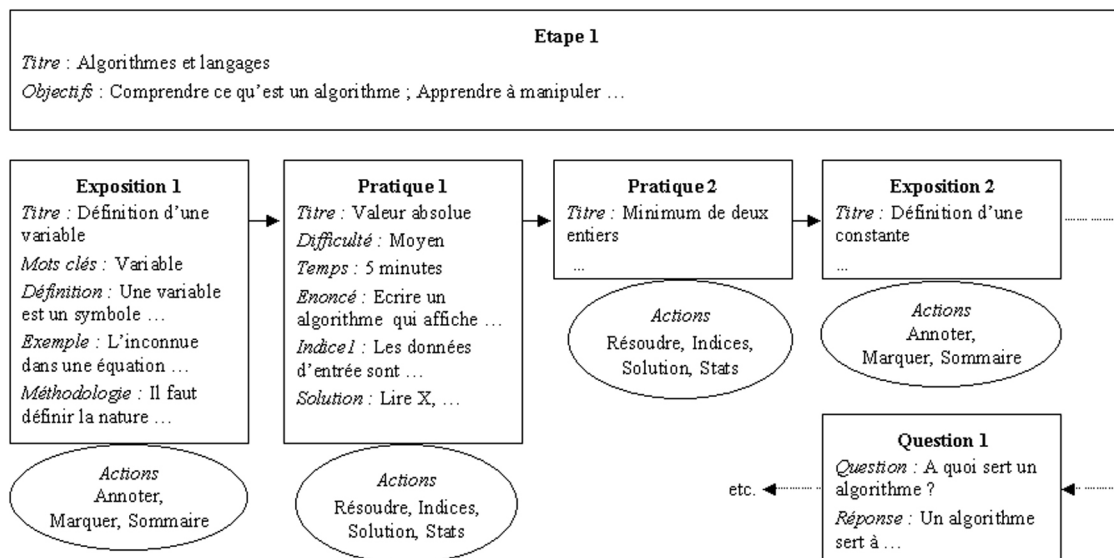 Etape 1
Titre : Algorithmes et langages
Objectifs : Comprendre ce qu'est un algorithme ; Apprendre à manipuler …
Exposition 1
Titre : Définition d'une
variable
Mots clés : Variable
Définition : Une variable
est un symbole …
Exemple : L'inconnue
dans une équation …
Méthodologie : Il faut
définir la nature …
Actions
Annoter,
Marquer, Sommaire
Pratique 1
Titre : Valeur absolue
Difficulté : Moyen
Temps : 5 minutes
Enoncé : Ecrire un
algorithme qui affiche …
Indice1 : Les données
d'entrée sont …
Solution : Lire X, …
Actions
Résoudre, Indices,
Solution, Stats
Pratique 2
Titre : Minimum de deux
entiers
...
Actions
Résoudre, Indices,
Solution, Stats
Exposition 2
Titre : Définition d'une
constante
...
Actions
Annoter,
Marquer, Sommaire
Question 1
Question : A quoi sert un
algorithme ?
Réponse : Un algorithme
sert à …
etc.